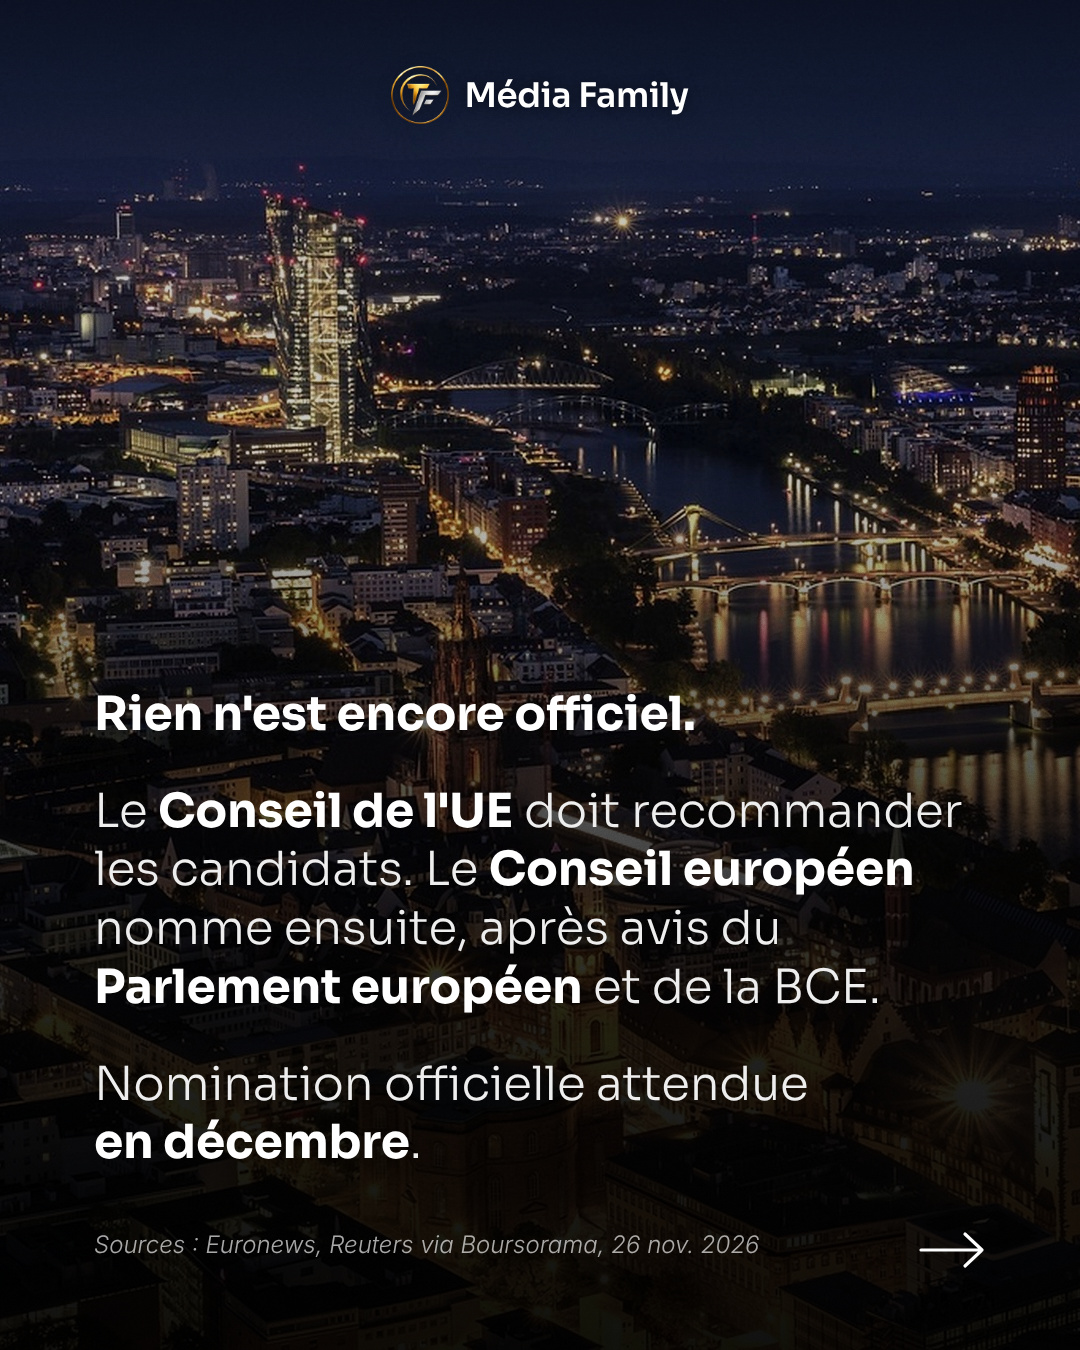 TF Média Family
Rien n'est encore officiel.
Le Conseil de l'UE doit recommander
les candidats. Le Conseil européen
nomme ensuite, après avis du
Parlement européen et de la BCE.
Nomination officielle attendue
en décembre.
Sources : Euronews, Reuters via Boursorama, 26 nov. 2026